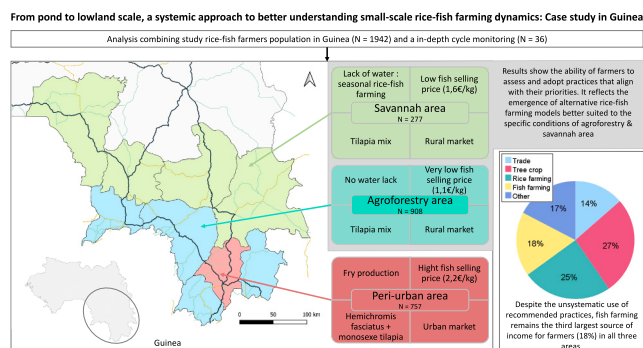 From pond to lowland scale, a systemic approach to better understanding small-scale rice-fish farming dynamics: Case study in Guinea
Analysis combining study rice-fish farmers population in Guinea (N = 1942) and a in-depth cycle monitoring (N = 36)
Lack of water :
seasonal rice-fish
farming
Low fish selling
price (1,6€/kg)
Savannah area
N = 277
Tilapia mix
Rural market
No water lack
Very low fish
selling price
(1,1€/kg)
Agroforestry area
N = 908
Tilapia mix
Rural market
Fry production
Hight fish selling
price (2,2€/kg)
Peri-urban area
N = 757
Hemichromis
fasciatus +
monosexe tilapia
Urban market
0
50
100 km
Guinea
Results show the ability of farmers to
assess and adopt practices that align
with their priorities. It reflects the
emergence of alternative rice-fish
farming models better suited to the
specific conditions of agroforestry &
savannah area
Trade
Tree crop
Rice farming
Fish farming
Other
14%
27%
25%
18%
17%
Despite the unsystematic use of
recommended practices, fish farming
remains the third largest source of
income for farmers (18%) in all three
areas